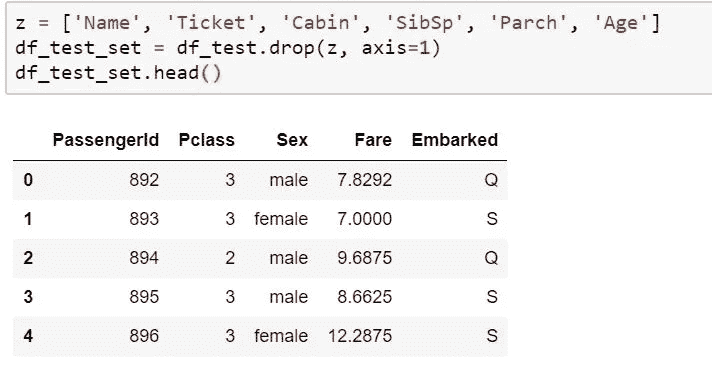 z = ['Name', 'Ticket', 'Cabin', 'SibSp', 'Parch', 'Age']
df_test_set = df_test.drop(z, axis=1)
df_test_set.head()
PassengerId Pclass Sex Fare Embarked
0 892 3 male 7.8292 Q
1 893 3 female 7.0000 S
2 894 2 male 9.6875 Q
3 895 3 male 8.6625 S
4 896 3 female 12.2875 S